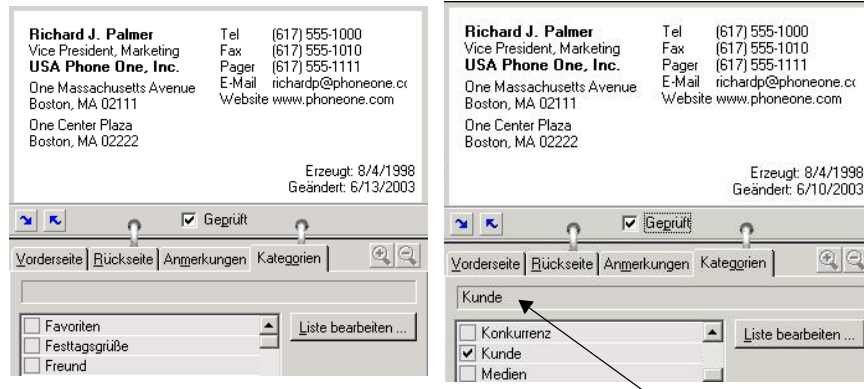 Richard J. Palmer
Vice President, Marketing
USA Phone One, Inc.
One Massachusetts Avenue
Boston, MA 02111
One Center Plaza
Boston, MA 02222
Tel (617) 555-1000
Fax (617) 555-1010
Pager (617) 555-1111
E-Mail richardp@phoneone.cc
Website www.phoneone.com
Erzeugt: 8/4/1998
Geändert: 6/13/2003
Geprüft
Vorderseite Rückseite Anmerkungen Kategorien
Favoriten
Festtagsgrüße
Freund
Liste bearbeiten ...
Richard J. Palmer
Vice President, Marketing
USA Phone One, Inc.
One Massachusetts Avenue
Boston, MA 02111
One Center Plaza
Boston, MA 02222
Tel (617) 555-1000
Fax (617) 555-1010
Pager (617) 555-1111
E-Mail richardp@phoneone.cc
Website www.phoneone.com
Erzeugt: 8/4/1998
Geändert: 6/10/2003
Geprüft
Vorderseite Rückseite Anmerkungen Kategorien
Kunde
Konkurrenz
Kunde
Medien
Liste bearbeiten ...